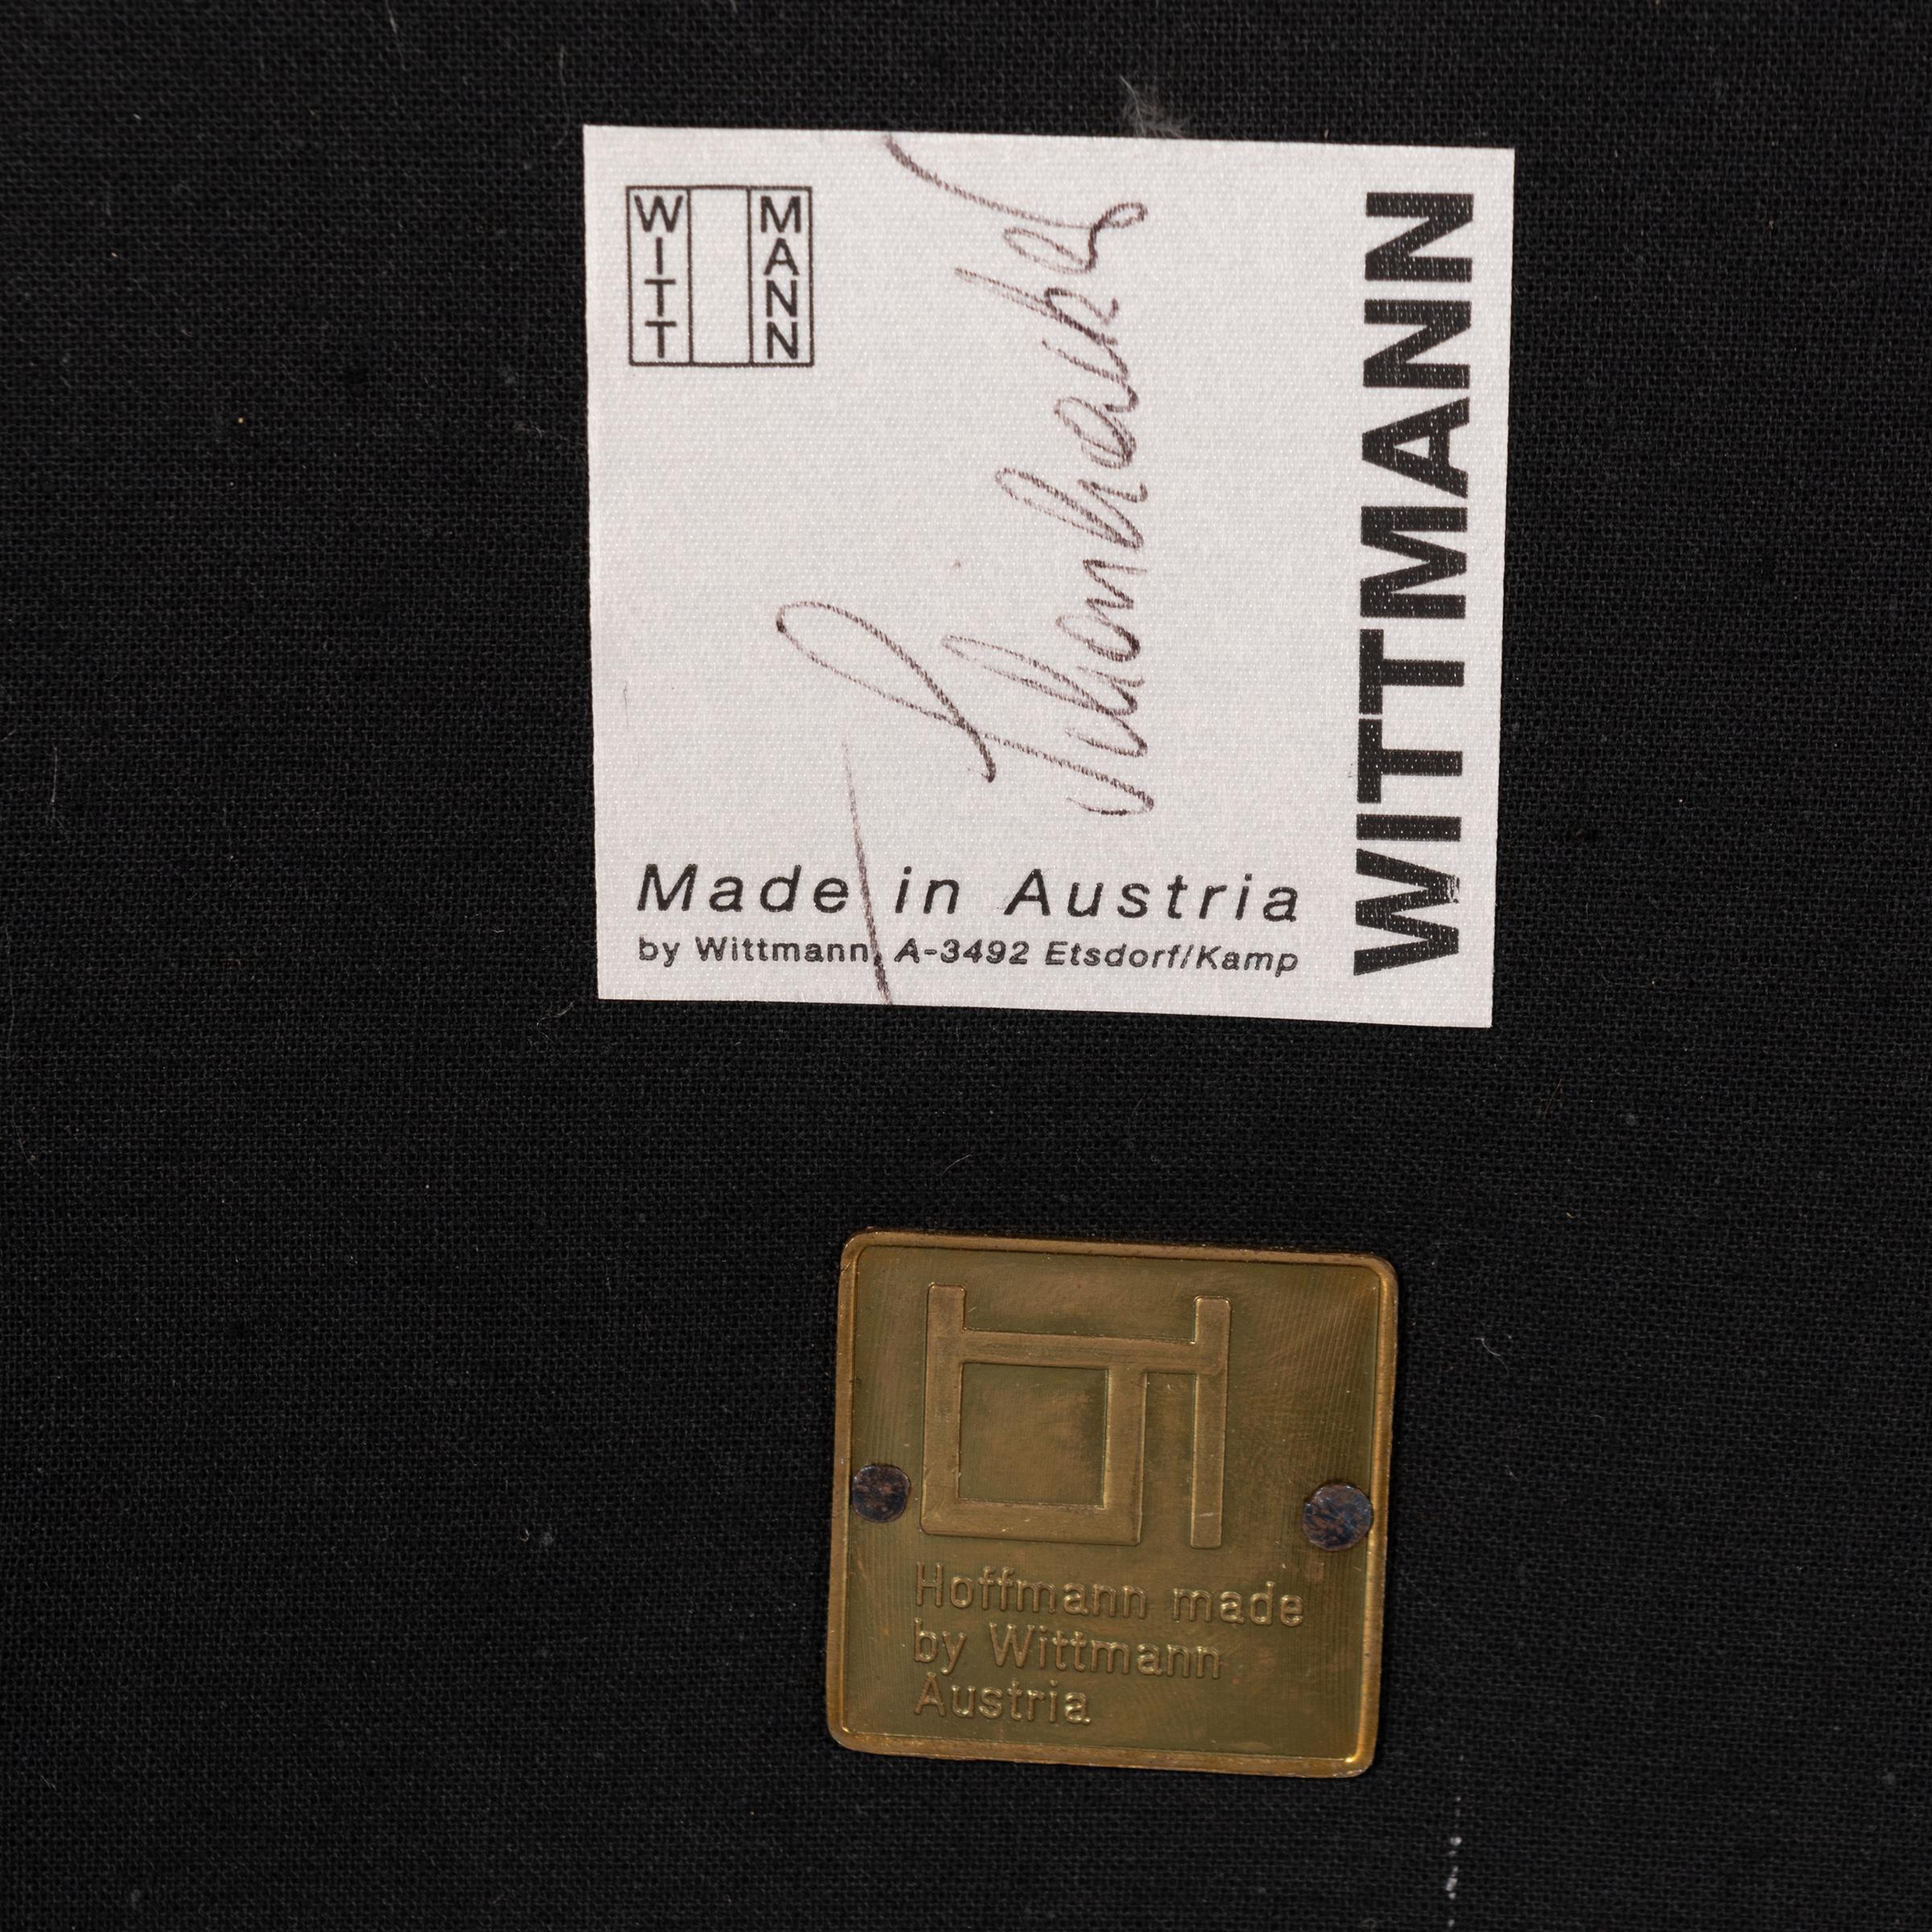 WITT MANN
WITTMANN
Made in Austria
by Wittmann, A-3492 Etsdorf/Kamp
Hoffmann made
by Wittmann
Austria